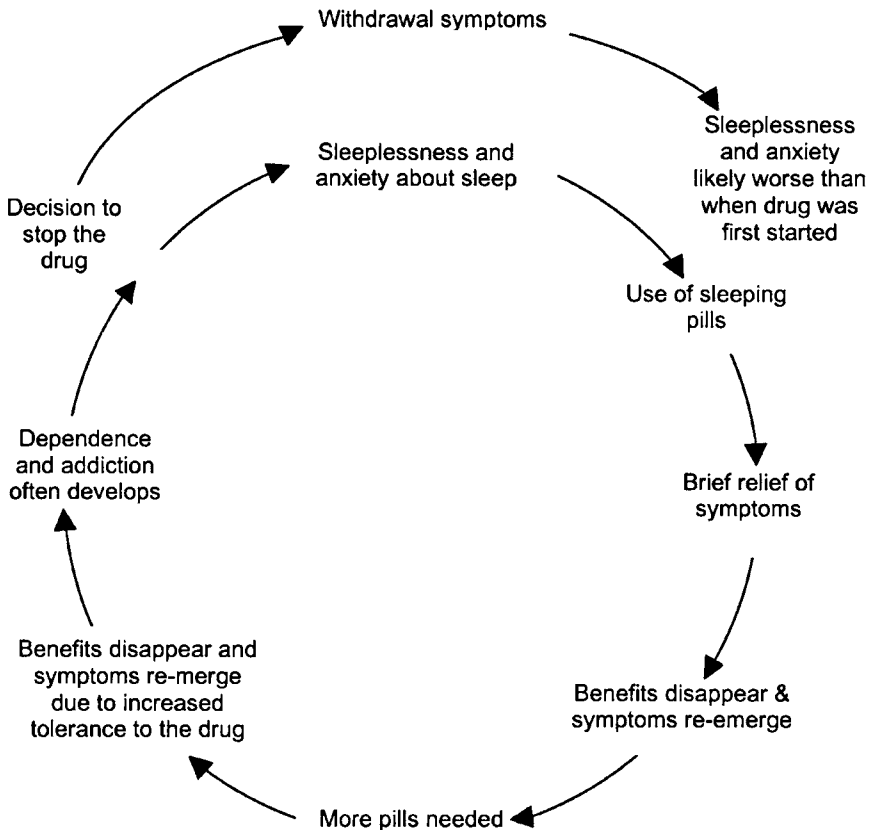 Withdrawal symptoms
Sleeplessness
and anxiety
likely worse than
when drug was
first started
Sleeplessness and
anxiety about sleep
Decision to
stop the
drug
Use of sleeping
pills
Brief relief of
symptoms
Dependence
and addiction
often develops
Benefits disappear &
symptoms re-emerge
Benefits disappear and
symptoms re-merge
due to increased
tolerance to the drug
More pills needed